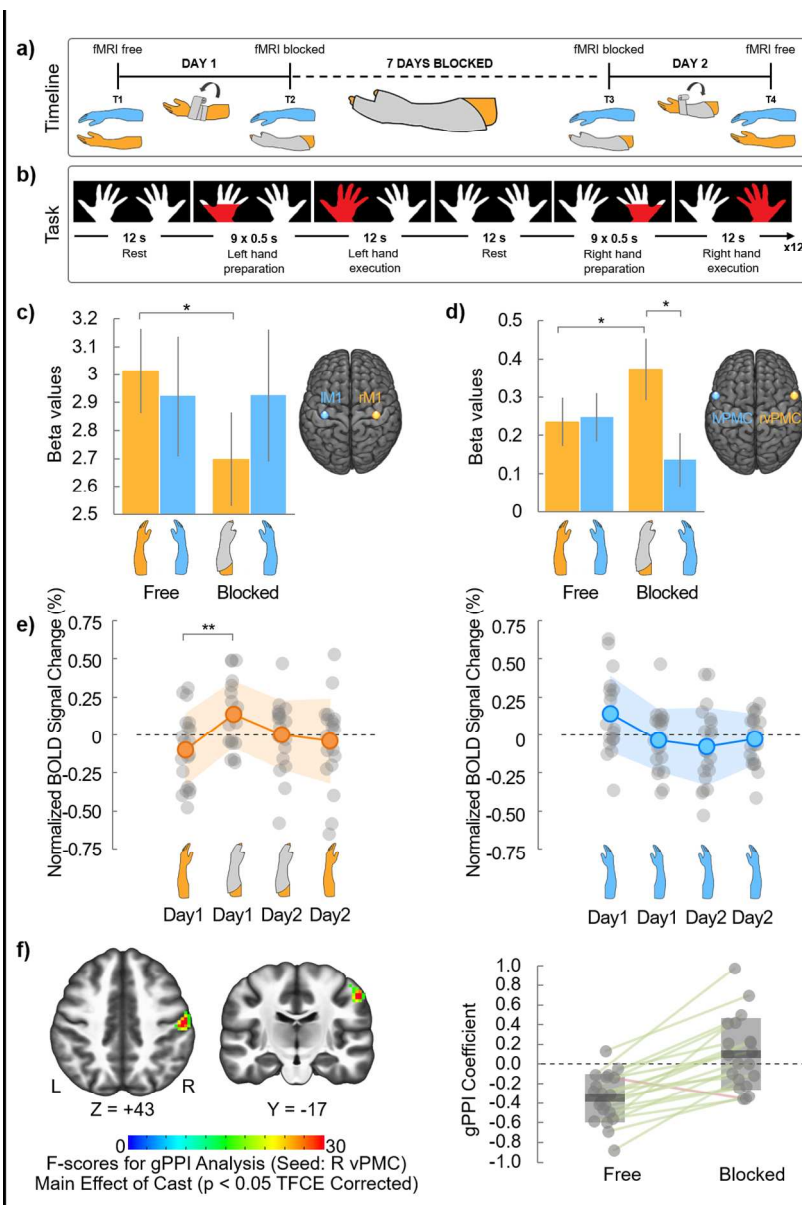 a)
Timeline
fMRI free
DAY 1
fMRI blocked
7 DAYS BLOCKED
fMRI blocked
DAY 2
fMRI free
T1
T2
T3
T4
b)
Task
12 s
9 x 0.5 s
12 s
12 s
9 x 0.5 s
12 s
x12
Rest
Left hand
preparation
Left hand
execution
Rest
Right hand
preparation
Right hand
execution
c)
Beta values
3.2
3.1
3
2.9
2.8
2.7
2.6
2.5
*
lM1
rM1
Free
Blocked
d)
Beta values
0.5
0.4
0.3
0.2
0.1
0
*
*
lvPMC
rvPMC
Free
Blocked
e)
Normalized BOLD Signal Change (%)
0.75
0.50
0.25
0
-0.25
-0.50
-0.75
**
Day1
Day1
Day2
Day2
Normalized BOLD Signal Change (%)
0.75
0.50
0.25
0
-0.25
-0.50
-0.75
Day1
Day1
Day2
Day2
f)
L
R
Z = +43
Y = -17
0
30
F-scores for gPPI Analysis (Seed: R vPMC)
Main Effect of Cast (p < 0.05 TFCE Corrected)
gPPI Coefficient
1.0
0.8
0.6
0.4
0.2
0.0
-0.2
-0.4
-0.6
-0.8
-1.0
Free
Blocked